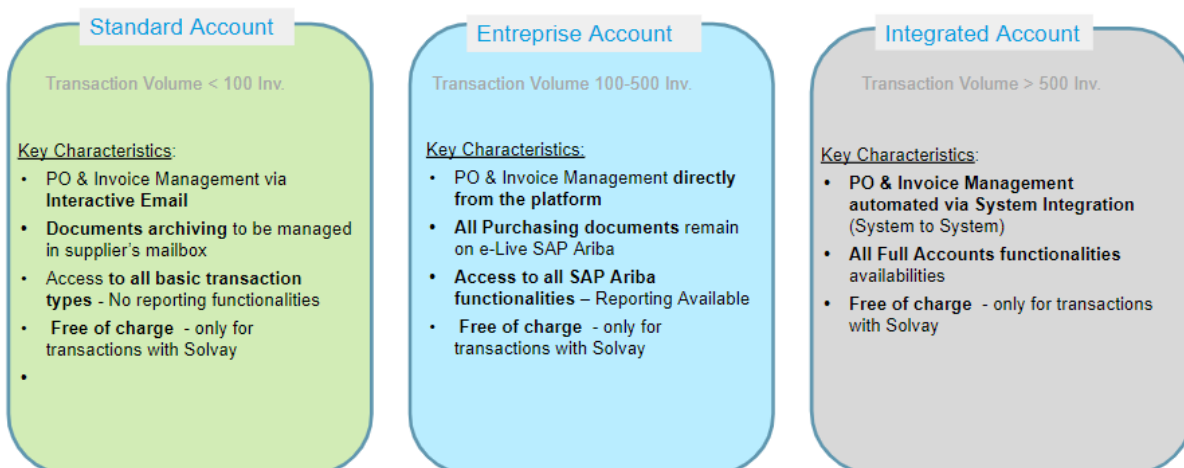 Standard Account
Transaction Volume < 100 Inv.
Key Characteristics:
• PO & Invoice Management via
Interactive Email
• Documents archiving to be managed
in supplier's mailbox
• Access to all basic transaction
types - No reporting functionalities
• Free of charge - only for
transactions with Solvay
•
Entreprise Account
Transaction Volume 100-500 Inv.
Key Characteristics:
• PO & Invoice Management directly
from the platform
• All Purchasing documents remain
on e-Live SAP Ariba
• Access to all SAP Ariba
functionalities – Reporting Available
• Free of charge - only for
transactions with Solvay
Integrated Account
Transaction Volume > 500 Inv.
Key Characteristics:
• PO & Invoice Management
automated via System Integration
(System to System)
• All Full Accounts functionalities
availabilities
• Free of charge - only for transactions
with Solvay